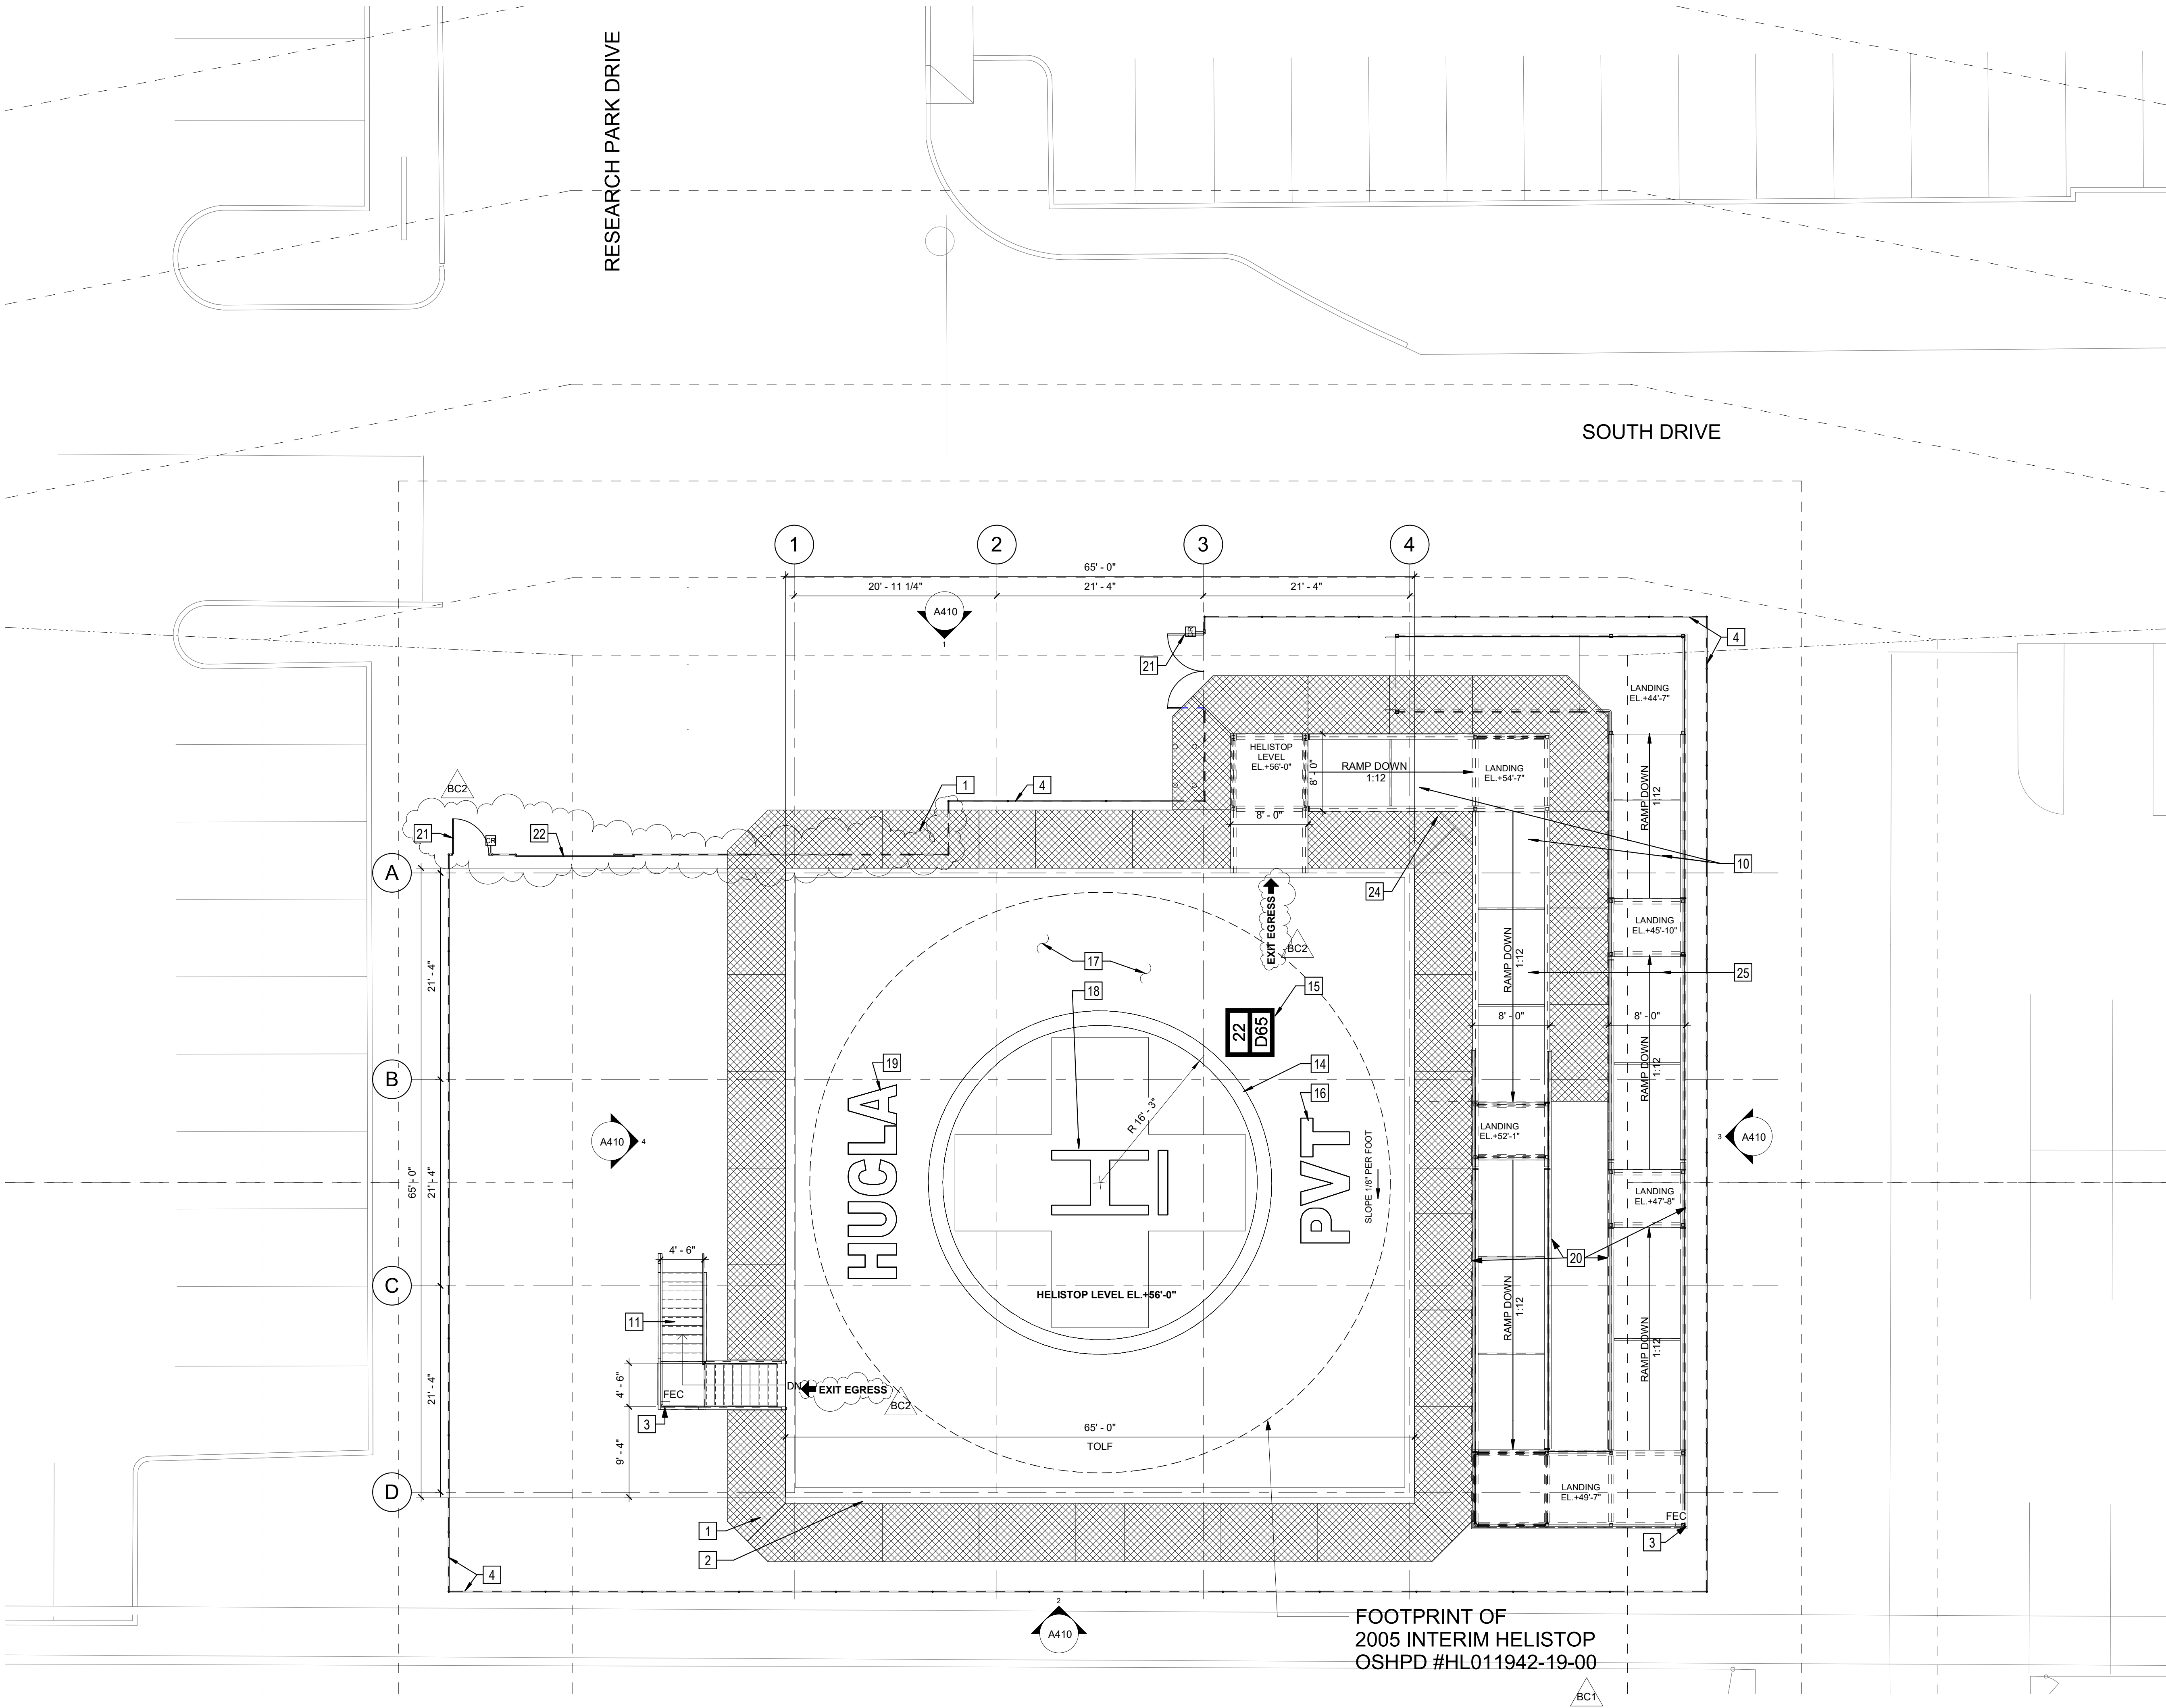 RESEARCH PARK DRIVE
SOUTH DRIVE
1
2
3
4
65' - 0"
20' - 11 1/4"
21' - 4"
21' - 4"
A410
1
21
CR
4
LANDING
EL.+44'-7"
HELISTOP
LEVEL
EL.+56'-0"
8' - 0"
RAMP DOWN
1:12
LANDING
EL.+54'-7"
RAMP DOWN
1:12
BC2
1
4
21
CR
22
8' - 0"
A
10
24
EXIT EGRESS
BC2
LANDING
EL.+45'-10"
17
18
15
RAMP DOWN
1:12
25
21' - 4"
22
D65
8' - 0"
8' - 0"
19
14
16
B
RAMP DOWN
1:12
R 16' - 3"
HUCLA
H
PVT
SLOPE 1/8" PER FOOT
LANDING
EL.+52'-1"
A410
4
3
A410
65' - 0"
21' - 4"
LANDING
EL.+47'-8"
4' - 6"
20
C
HELISTOP LEVEL EL.+56'-0"
11
RAMP DOWN
1:12
RAMP DOWN
1:12
21' - 4"
4' - 6"
FEC
DN
EXIT EGRESS
BC2
3
9' - 4"
65' - 0"
TOLF
D
LANDING
EL.+49'-7"
FEC
3
1
2
4
2
A410
FOOTPRINT OF
2005 INTERIM HELISTOP
OSHPD #HL011942-19-00
BC1